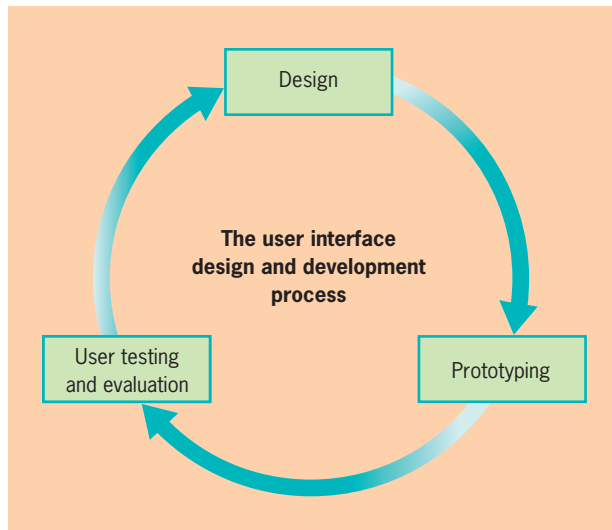 Design
The user interface
design and development
process
User testing
and evaluation
Prototyping